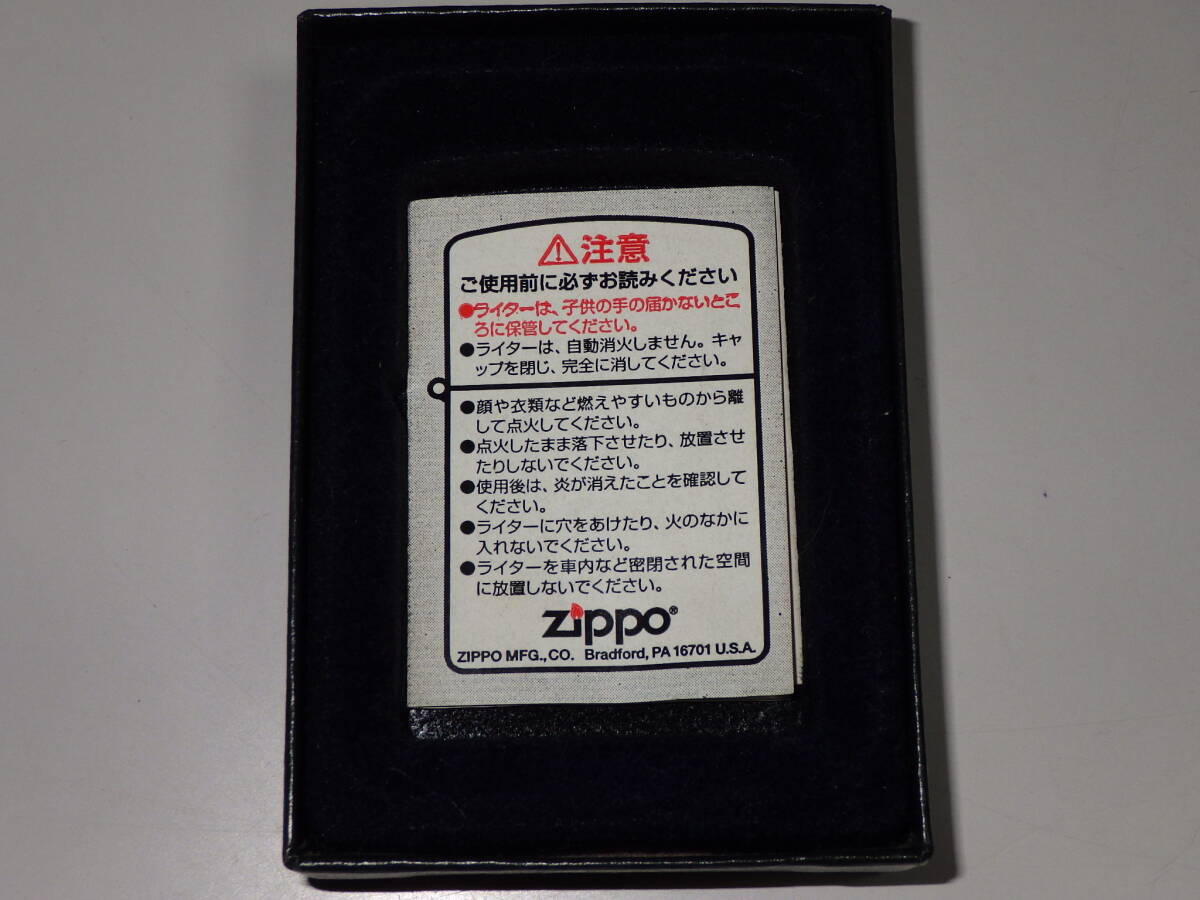 ⚠注意
ご使用前に必ずお読みください
●ライターは、子供の手の届かないとこ
ろに保管してください。
●ライターは、自動消火しません。キャ
ップを閉じ、完全に消してください。
●顔や衣類など燃えやすいものから離
して点火してください。
●点火したまま落下させたり、放置させ
たりしないでください。
●使用後は、炎が消えたことを確認して
ください。
●ライターに穴をあけたり、火のなかに
入れないでください。
●ライターを車内など密閉された空間
に放置しないでください。
zippo®
ZIPPO MFG.,CO. Bradford, PA 16701 U.S.A.